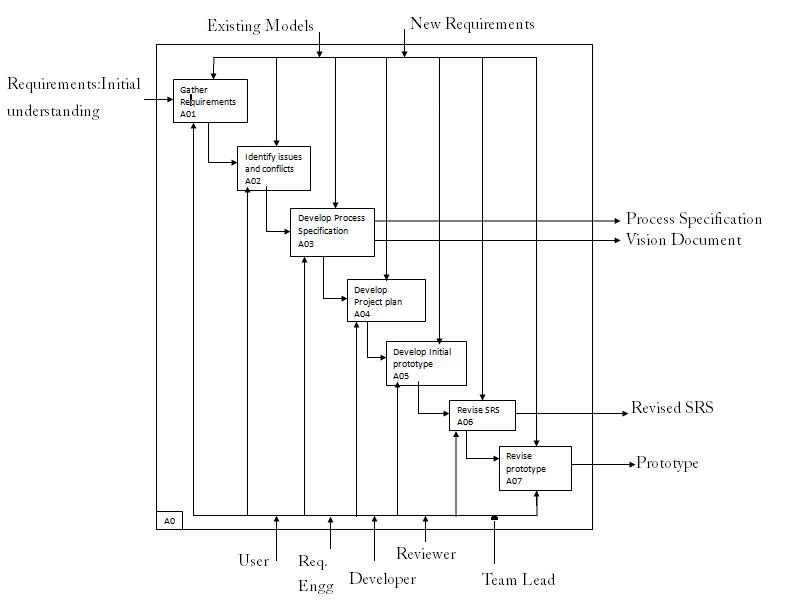 Existing Models
New Requirements
Requirements:Initial
understanding
Gather
Requirements
A01
Identify issues
and conflicts
A02
Develop Process
Specification
A03
Process Specification
Vision Document
Develop
Project plan
A04
Develop Initial
prototype
A05
Revise SRS
A06
Revised SRS
Revise
prototype
A07
Prototype
A0
User
Req.
Engg
Developer
Reviewer
Team Lead